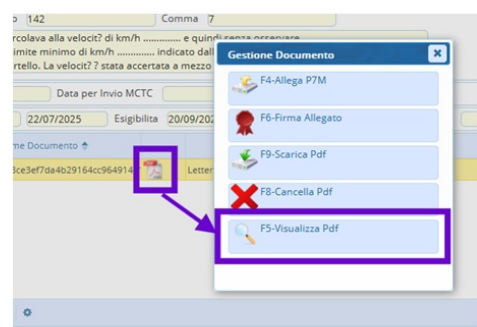 o 142 Comma 7
rcolava alla velocit? di km/h .............. e quindi senza osservare
imite minimo di km/h .............. indicato dall
rtello. La velocit? ? stata accertata a mezzo
Gestione Documento
F4-Allega P7M
Data per Invio MCTC
22/07/2025 Esigibilita 20/09/202
F6-Firma Allegato
me Documento
3ce3ef7da4b29164cc964914 Letter
F9-Scarica Pdf
F8-Cancella Pdf
F5-Visualizza Pdf